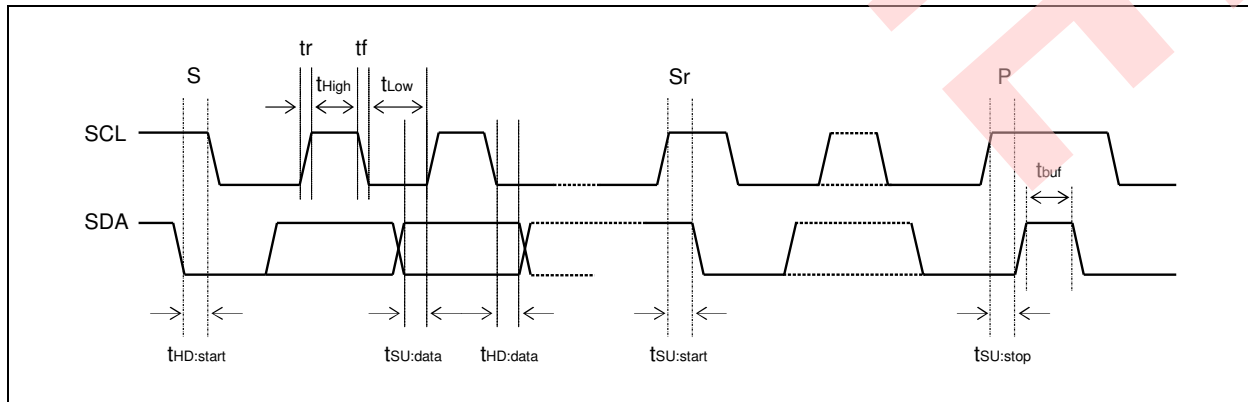 tr tf
S tHigh tLow Sr P
SCL
tbuf
SDA
tHD:start tSU:data tHD:data tSU:start tSU:stop